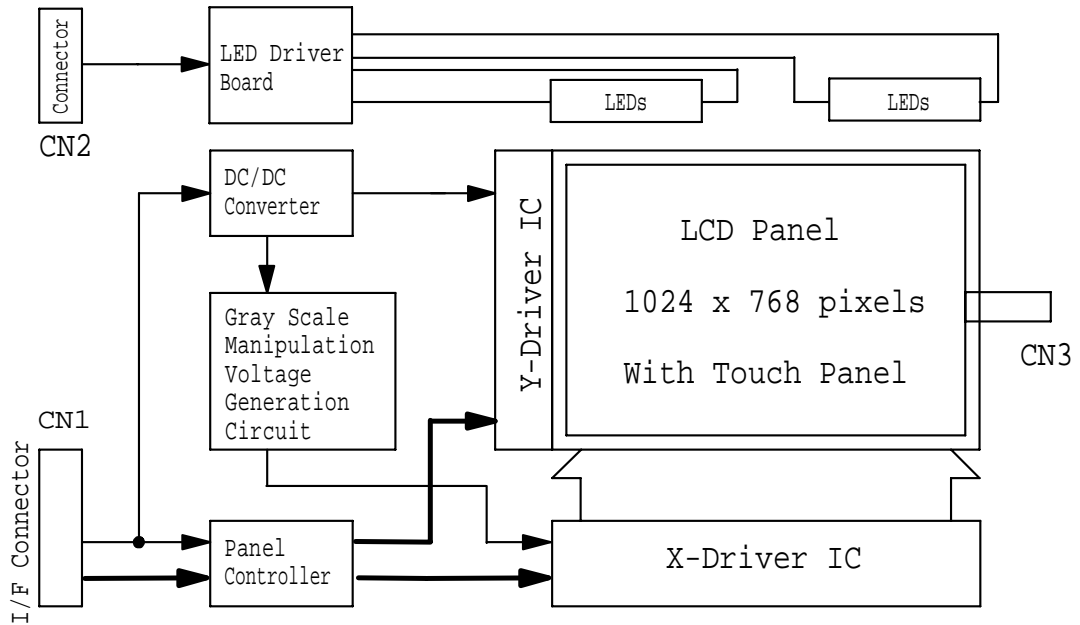 Connector
CN2
LED Driver
Board
LEDs
LEDs
DC/DC
Converter
Gray Scale
Manipulation
Voltage
Generation
Circuit
Y-Driver IC
LCD Panel
1024 x 768 pixels
With Touch Panel
CN3
CN1
I/F Connector
Panel
Controller
X-Driver IC